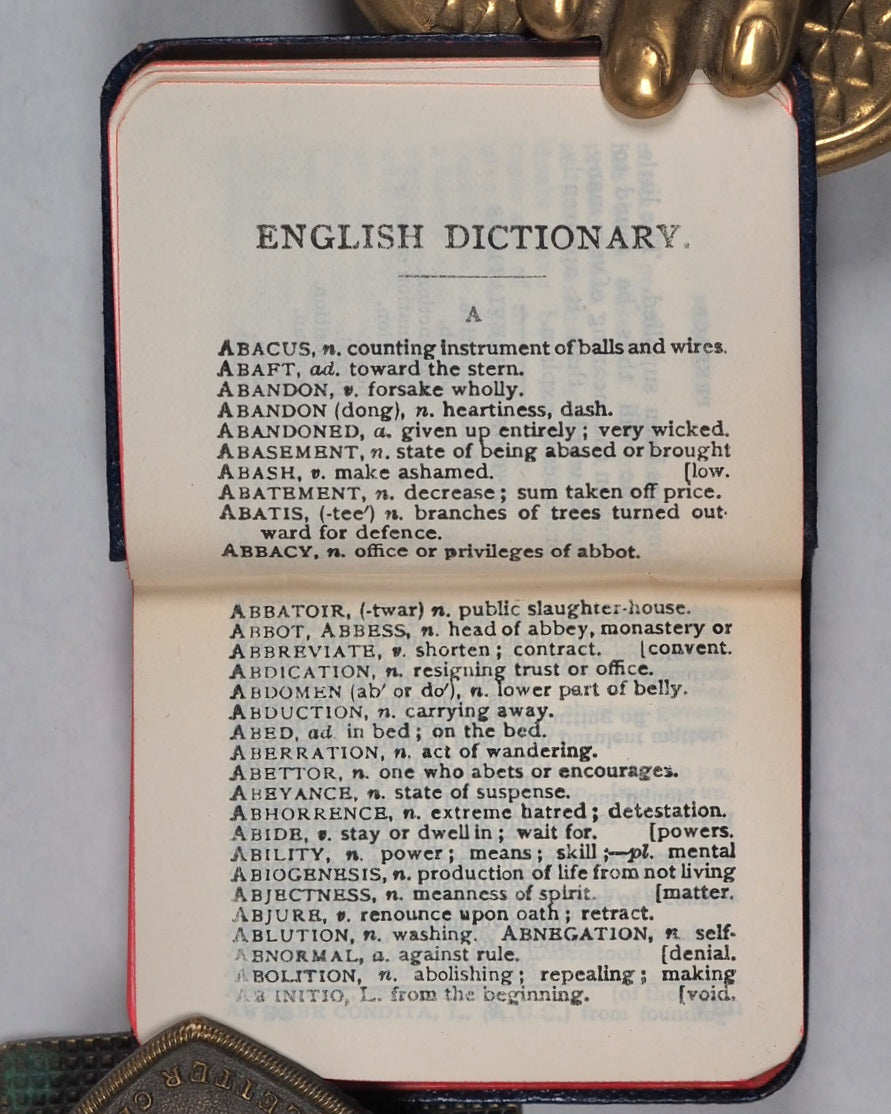 ENGLISH DICTIONARY.
A
ABACUS, n. counting instrument of balls and wires.
ABAFT, ad. toward the stern.
ABANDON, v. forsake wholly.
ABANDON (dong), n. heartiness, dash.
ABANDONED, a. given up entirely; very wicked.
ABASEMENT, n. state of being abased or brought
ABASH, v. make ashamed. [low.
ABATEMENT, n. decrease; sum taken off price.
ABATIS, (-tee′) n. branches of trees turned out-
ward for defence.
ABBACY, n. office or privileges of abbot.
ABBATOIR, (-twar) n. public slaughter-house.
ABBOT, ABBESS, n. head of abbey, monastery or
ABBREVIATE, v. shorten; contract. [convent.
ABDICATION, n. resigning trust or office.
ABDOMEN (ab′ or do′), n. lower part of belly.
ABDUCTION, n. carrying away.
ABED, ad. in bed; on the bed.
ABERRATION, n. act of wandering.
ABETTOR, n. one who abets or encourages.
ABEYANCE, n. state of suspense.
ABHORRENCE, n. extreme hatred; detestation.
ABIDE, v. stay or dwell in; wait for. [powers.
ABILITY, n. power; means; skill;—pl. mental
ABIOGENESIS, n. production of life from not living
ABJECTNESS, n. meanness of spirit. [matter.
ABJURE, v. renounce upon oath; retract.
ABLUTION, n. washing. ABNEGATION, n. self-
ABNORMAL, a. against rule. [denial.
ABOLITION, n. abolishing; repealing; making
AB INITIO, L. from the beginning. [void.